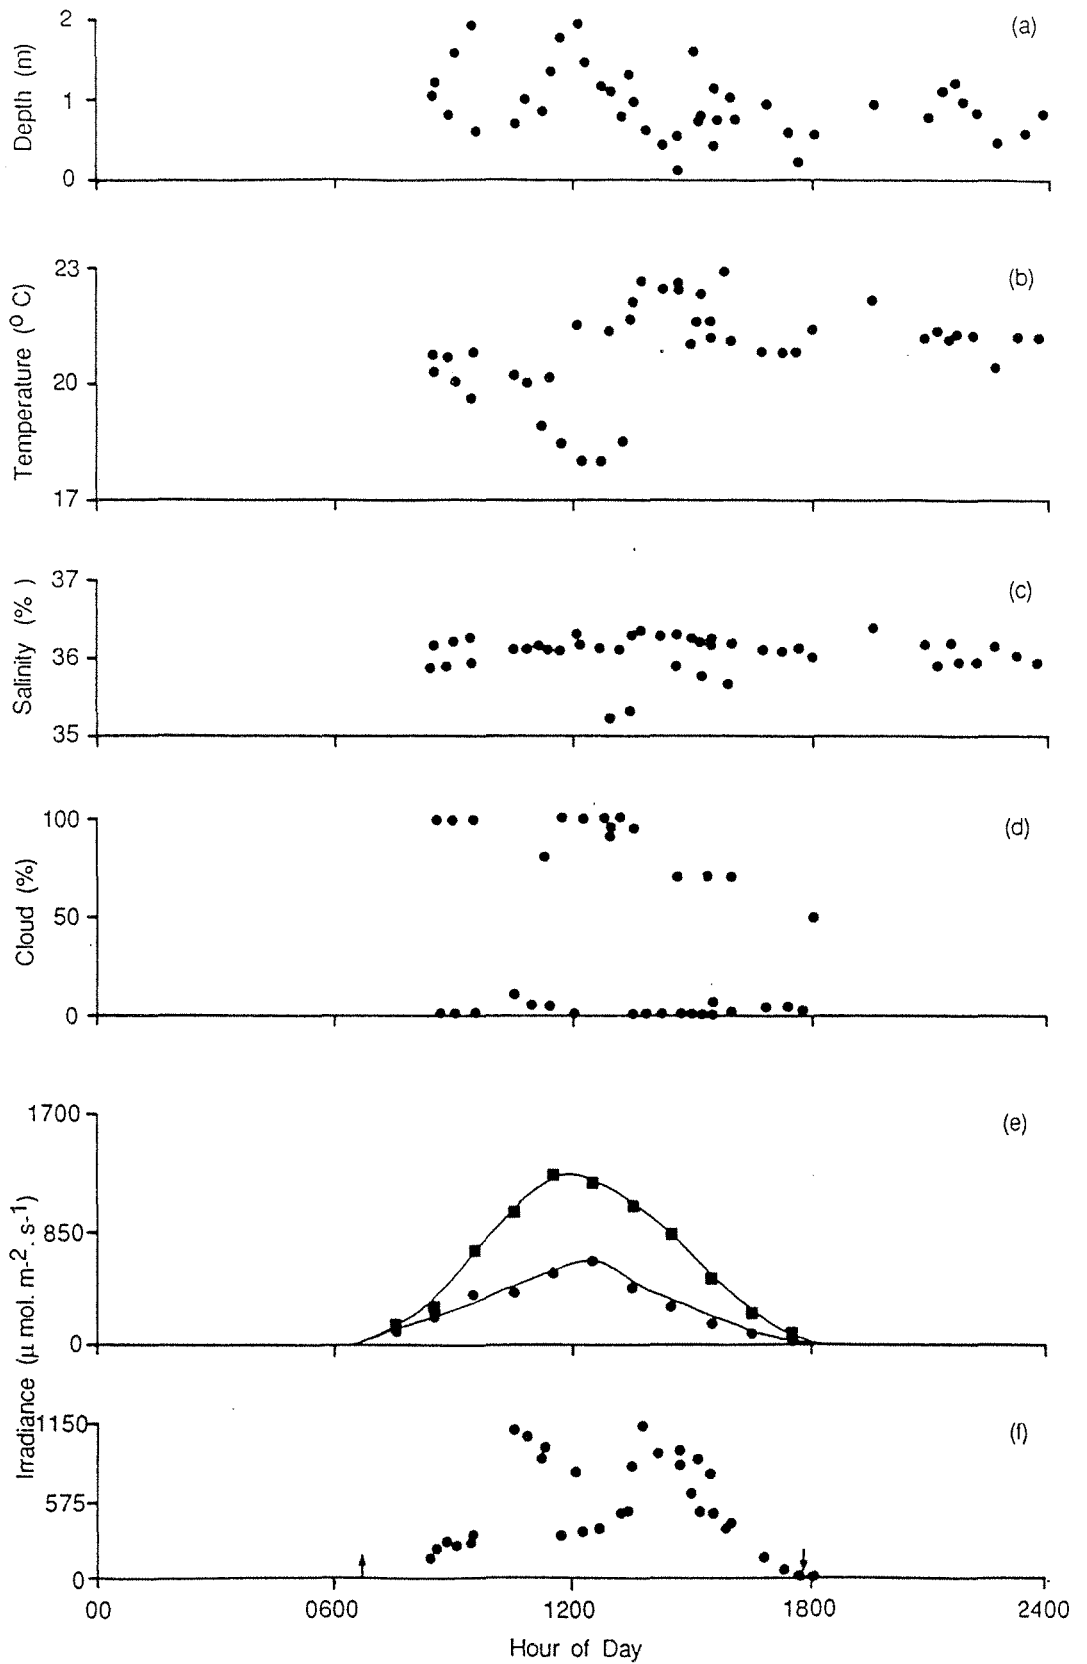 (a)
Depth (m)
2
1
0
(b)
Temperature (⁰ C)
23
20
17
(c)
Salinity (% )
37
36
35
(d)
Cloud (%)
100
50
0
(e)
Irradiance (μ mol. m-2. s-1)
1700
850
0
(f)
1150
575
0
00 0600 1200 1800 2400
Hour of Day